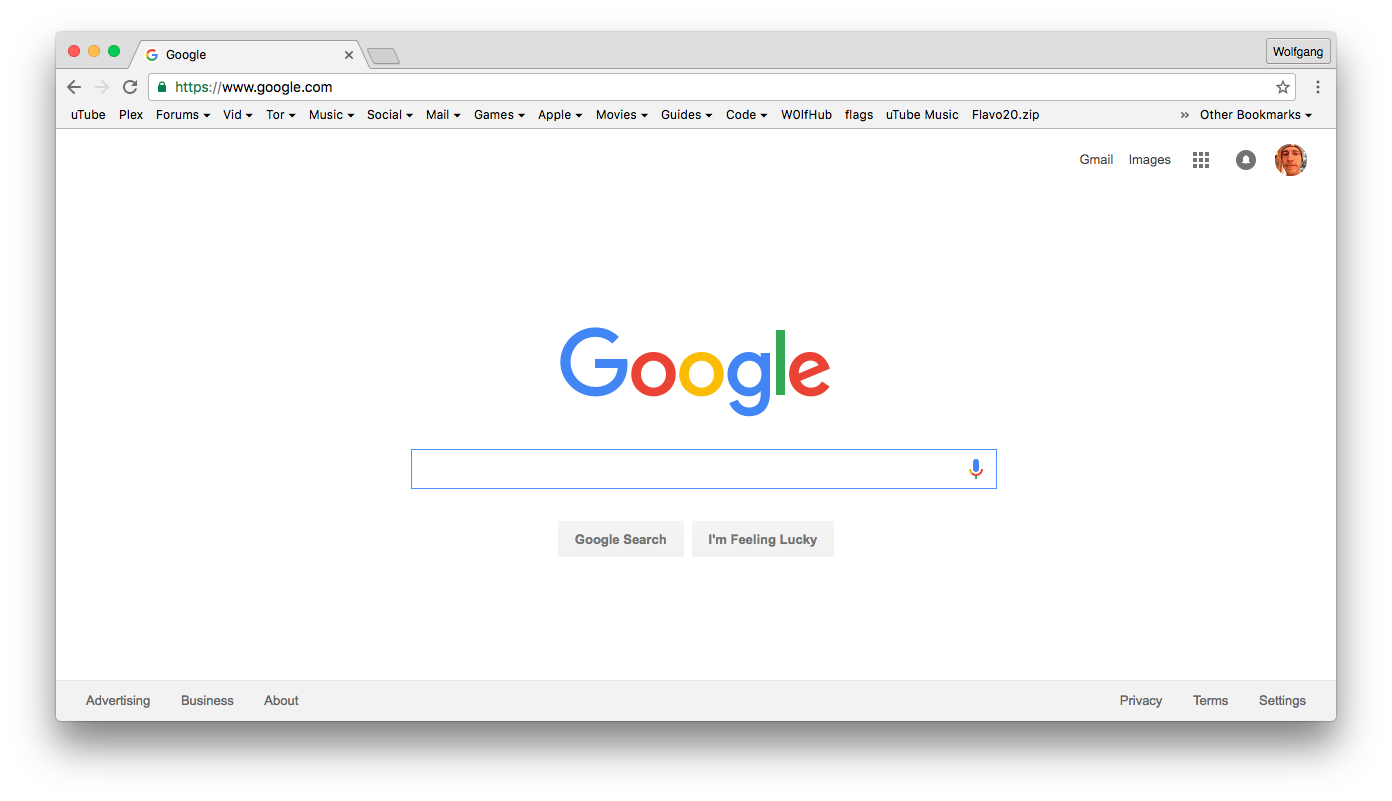 Google
Wolfgang
https://www.google.com
uTube Plex Forums Vid Tor Music Social Mail Games Apple Movies Guides Code W0lfHub flags uTube Music Flavo20.zip » Other Bookmarks
Gmail Images
Google
Google Search I'm Feeling Lucky
Advertising Business About Privacy Terms Settings